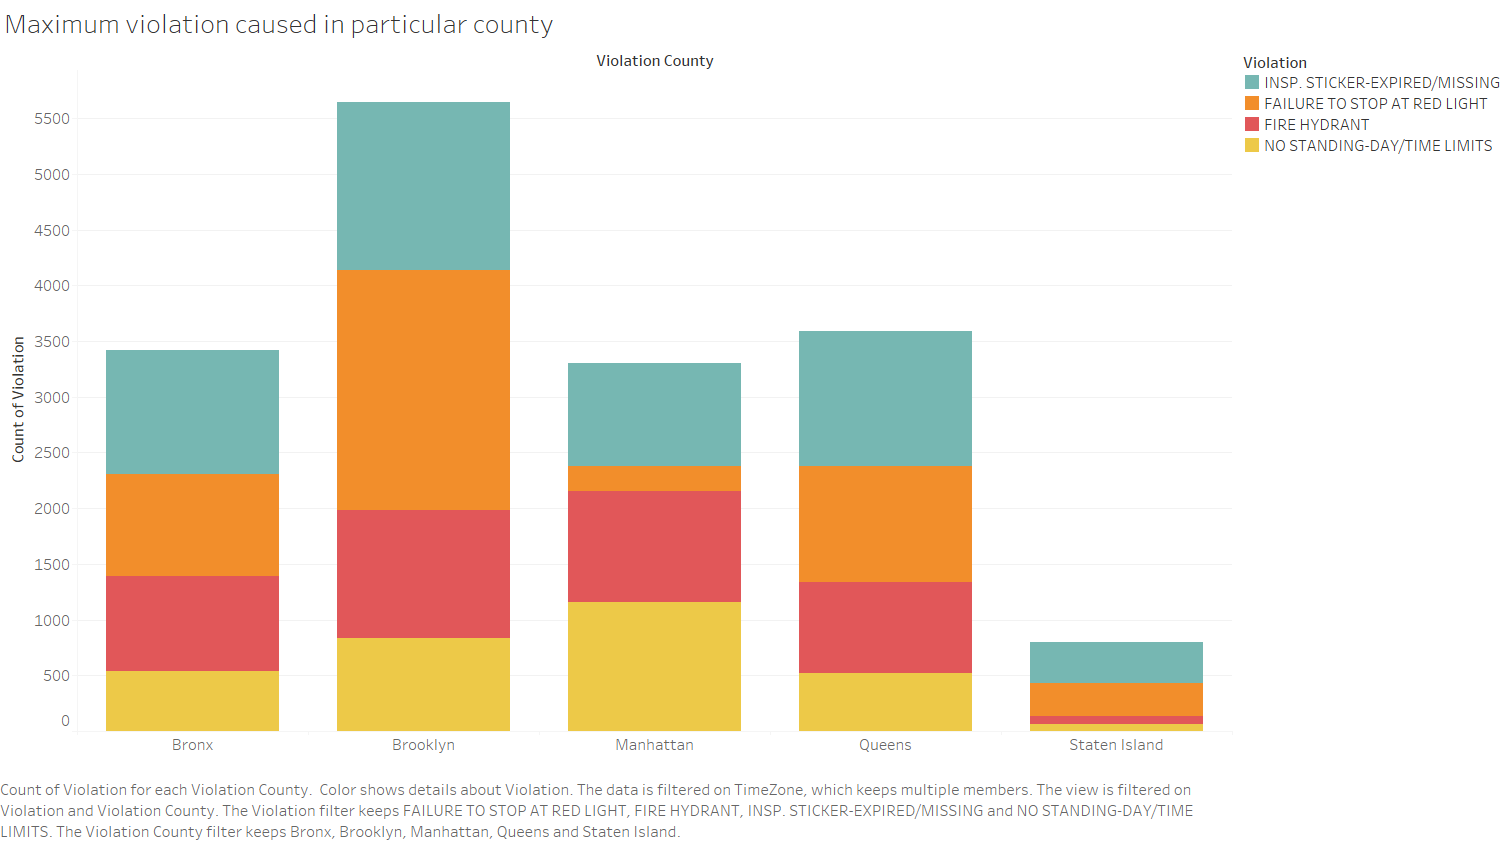 Maximum violation caused in particular county
Violation County
Violation
INSP. STICKER-EXPIRED/MISSING
FAILURE TO STOP AT RED LIGHT
FIRE HYDRANT
NO STANDING-DAY/TIME LIMITS
Count of Violation
5500
5000
4500
4000
3500
3000
2500
2000
1500
1000
500
0
Bronx
Brooklyn
Manhattan
Queens
Staten Island
Count of Violation for each Violation County.  Color shows details about Violation. The data is filtered on TimeZone, which keeps multiple members. The view is filtered on
Violation and Violation County. The Violation filter keeps FAILURE TO STOP AT RED LIGHT, FIRE HYDRANT, INSP. STICKER-EXPIRED/MISSING and NO STANDING-DAY/TIME
LIMITS. The Violation County filter keeps Bronx, Brooklyn, Manhattan, Queens and Staten Island.